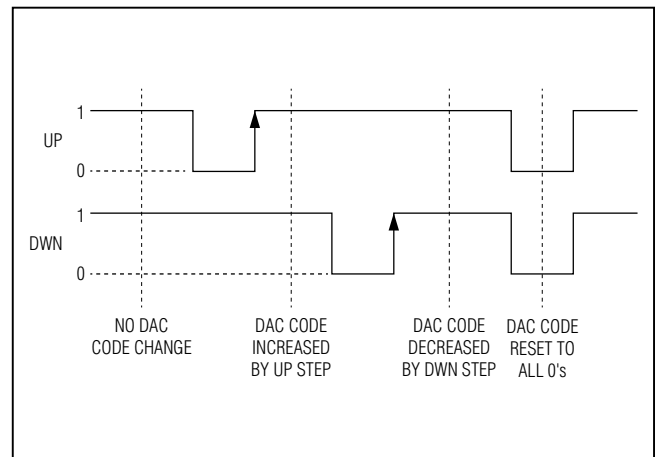 1
UP
0
1
DWN
0
NO DAC
CODE CHANGE
DAC CODE
INCREASED
BY UP STEP
DAC CODE
DECREASED
BY DWN STEP
DAC CODE
RESET TO
ALL 0's